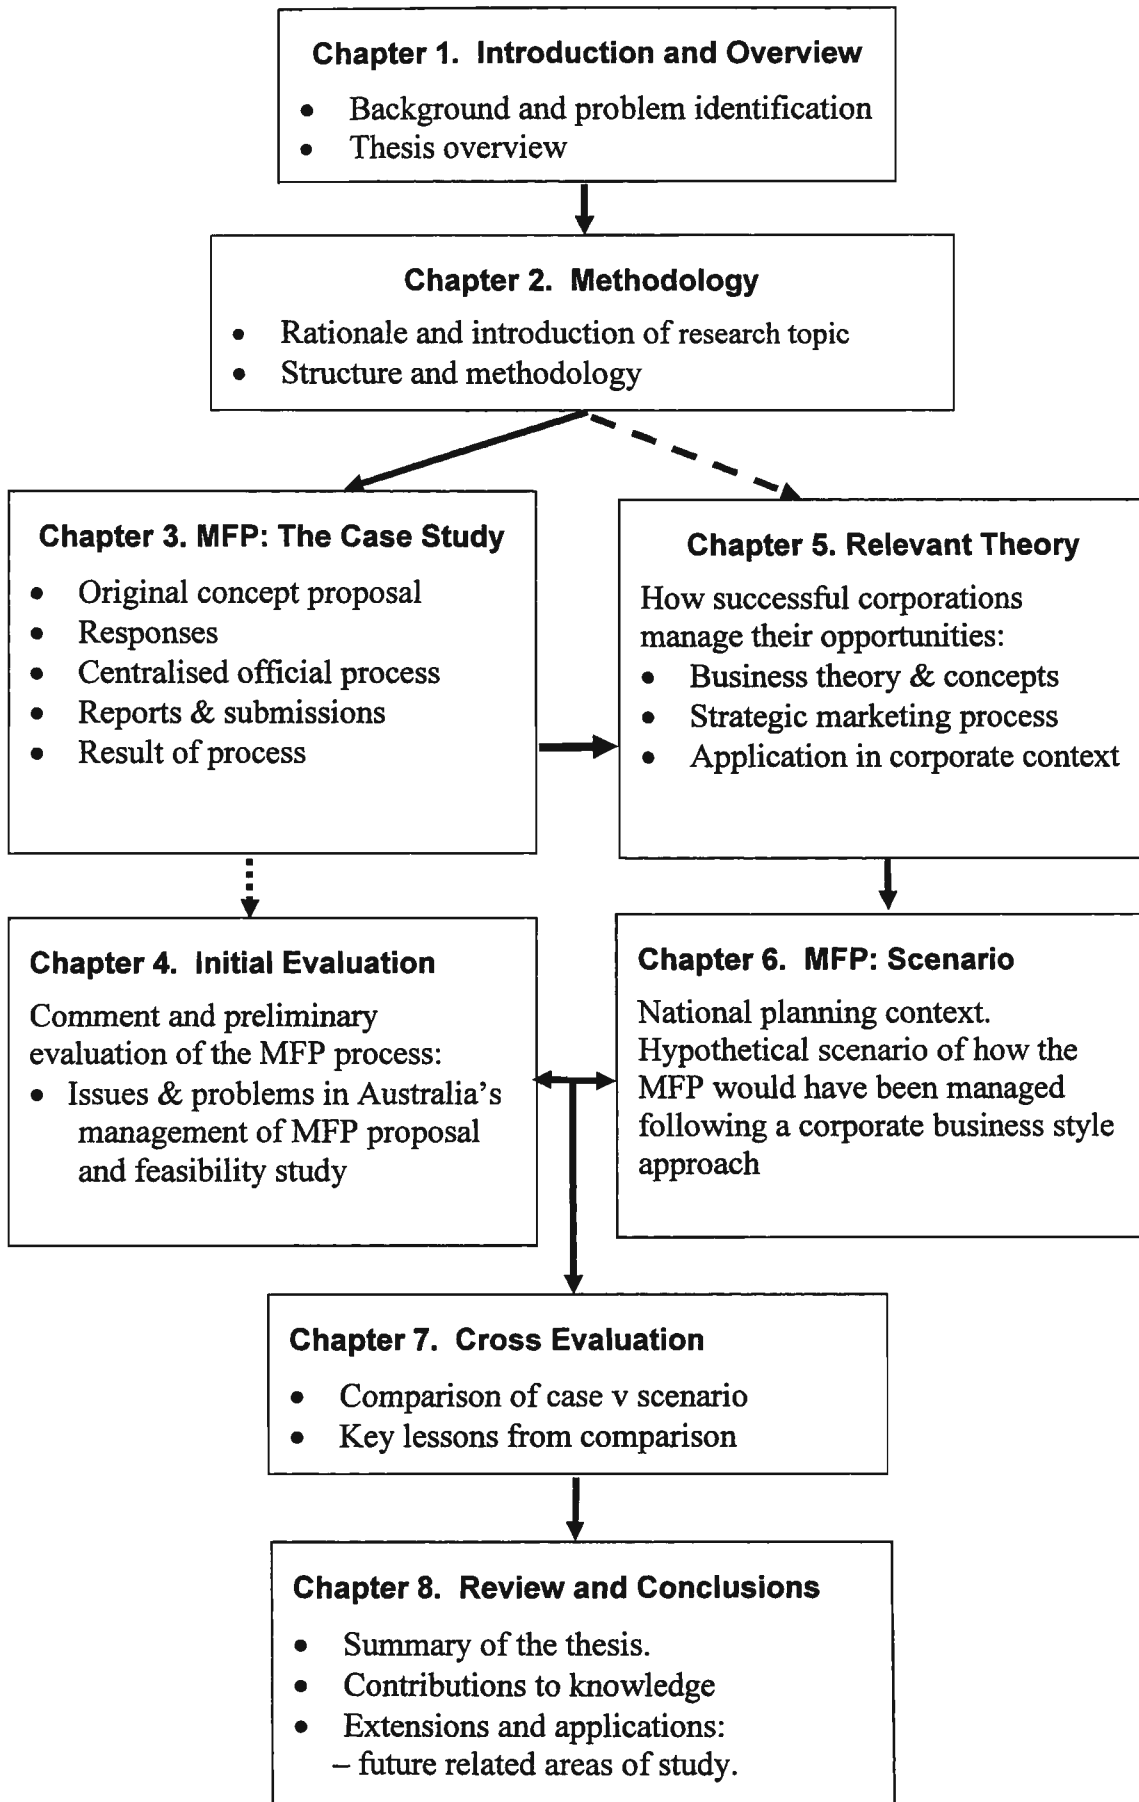 Chapter 1. Introduction and Overview
• Background and problem identification
• Thesis overview
Chapter 2. Methodology
• Rationale and introduction of research topic
• Structure and methodology
Chapter 3. MFP: The Case Study
• Original concept proposal
• Responses
• Centralised official process
• Reports & submissions
• Result of process
Chapter 5. Relevant Theory
How successful corporations
manage their opportunities:
• Business theory & concepts
• Strategic marketing process
• Application in corporate context
Chapter 4. Initial Evaluation
Comment and preliminary
evaluation of the MFP process:
• Issues & problems in Australia's
management of MFP proposal
and feasibility study
Chapter 6. MFP: Scenario
National planning context.
Hypothetical scenario of how the
MFP would have been managed
following a corporate business style
approach
Chapter 7. Cross Evaluation
• Comparison of case v scenario
• Key lessons from comparison
Chapter 8. Review and Conclusions
• Summary of the thesis.
• Contributions to knowledge
• Extensions and applications:
– future related areas of study.